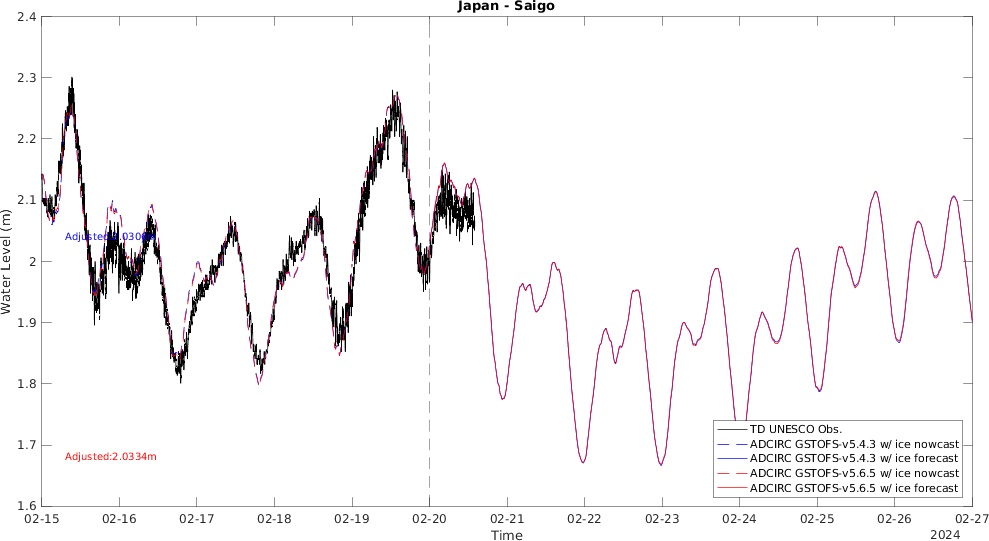 Japan - Saigo
Water Level (m)
2.4
2.3
2.2
2.1
2
1.9
1.8
1.7
1.6
Adjusted:2.0334m
TD UNESCO Obs.
ADCIRC GSTOFS-v5.4.3 w/ ice nowcast
ADCIRC GSTOFS-v5.4.3 w/ ice forecast
ADCIRC GSTOFS-v5.6.5 w/ ice nowcast
ADCIRC GSTOFS-v5.6.5 w/ ice forecast
02-15 02-16 02-17 02-18 02-19 02-20 02-21 02-22 02-23 02-24 02-25 02-26 02-27
Time
2024